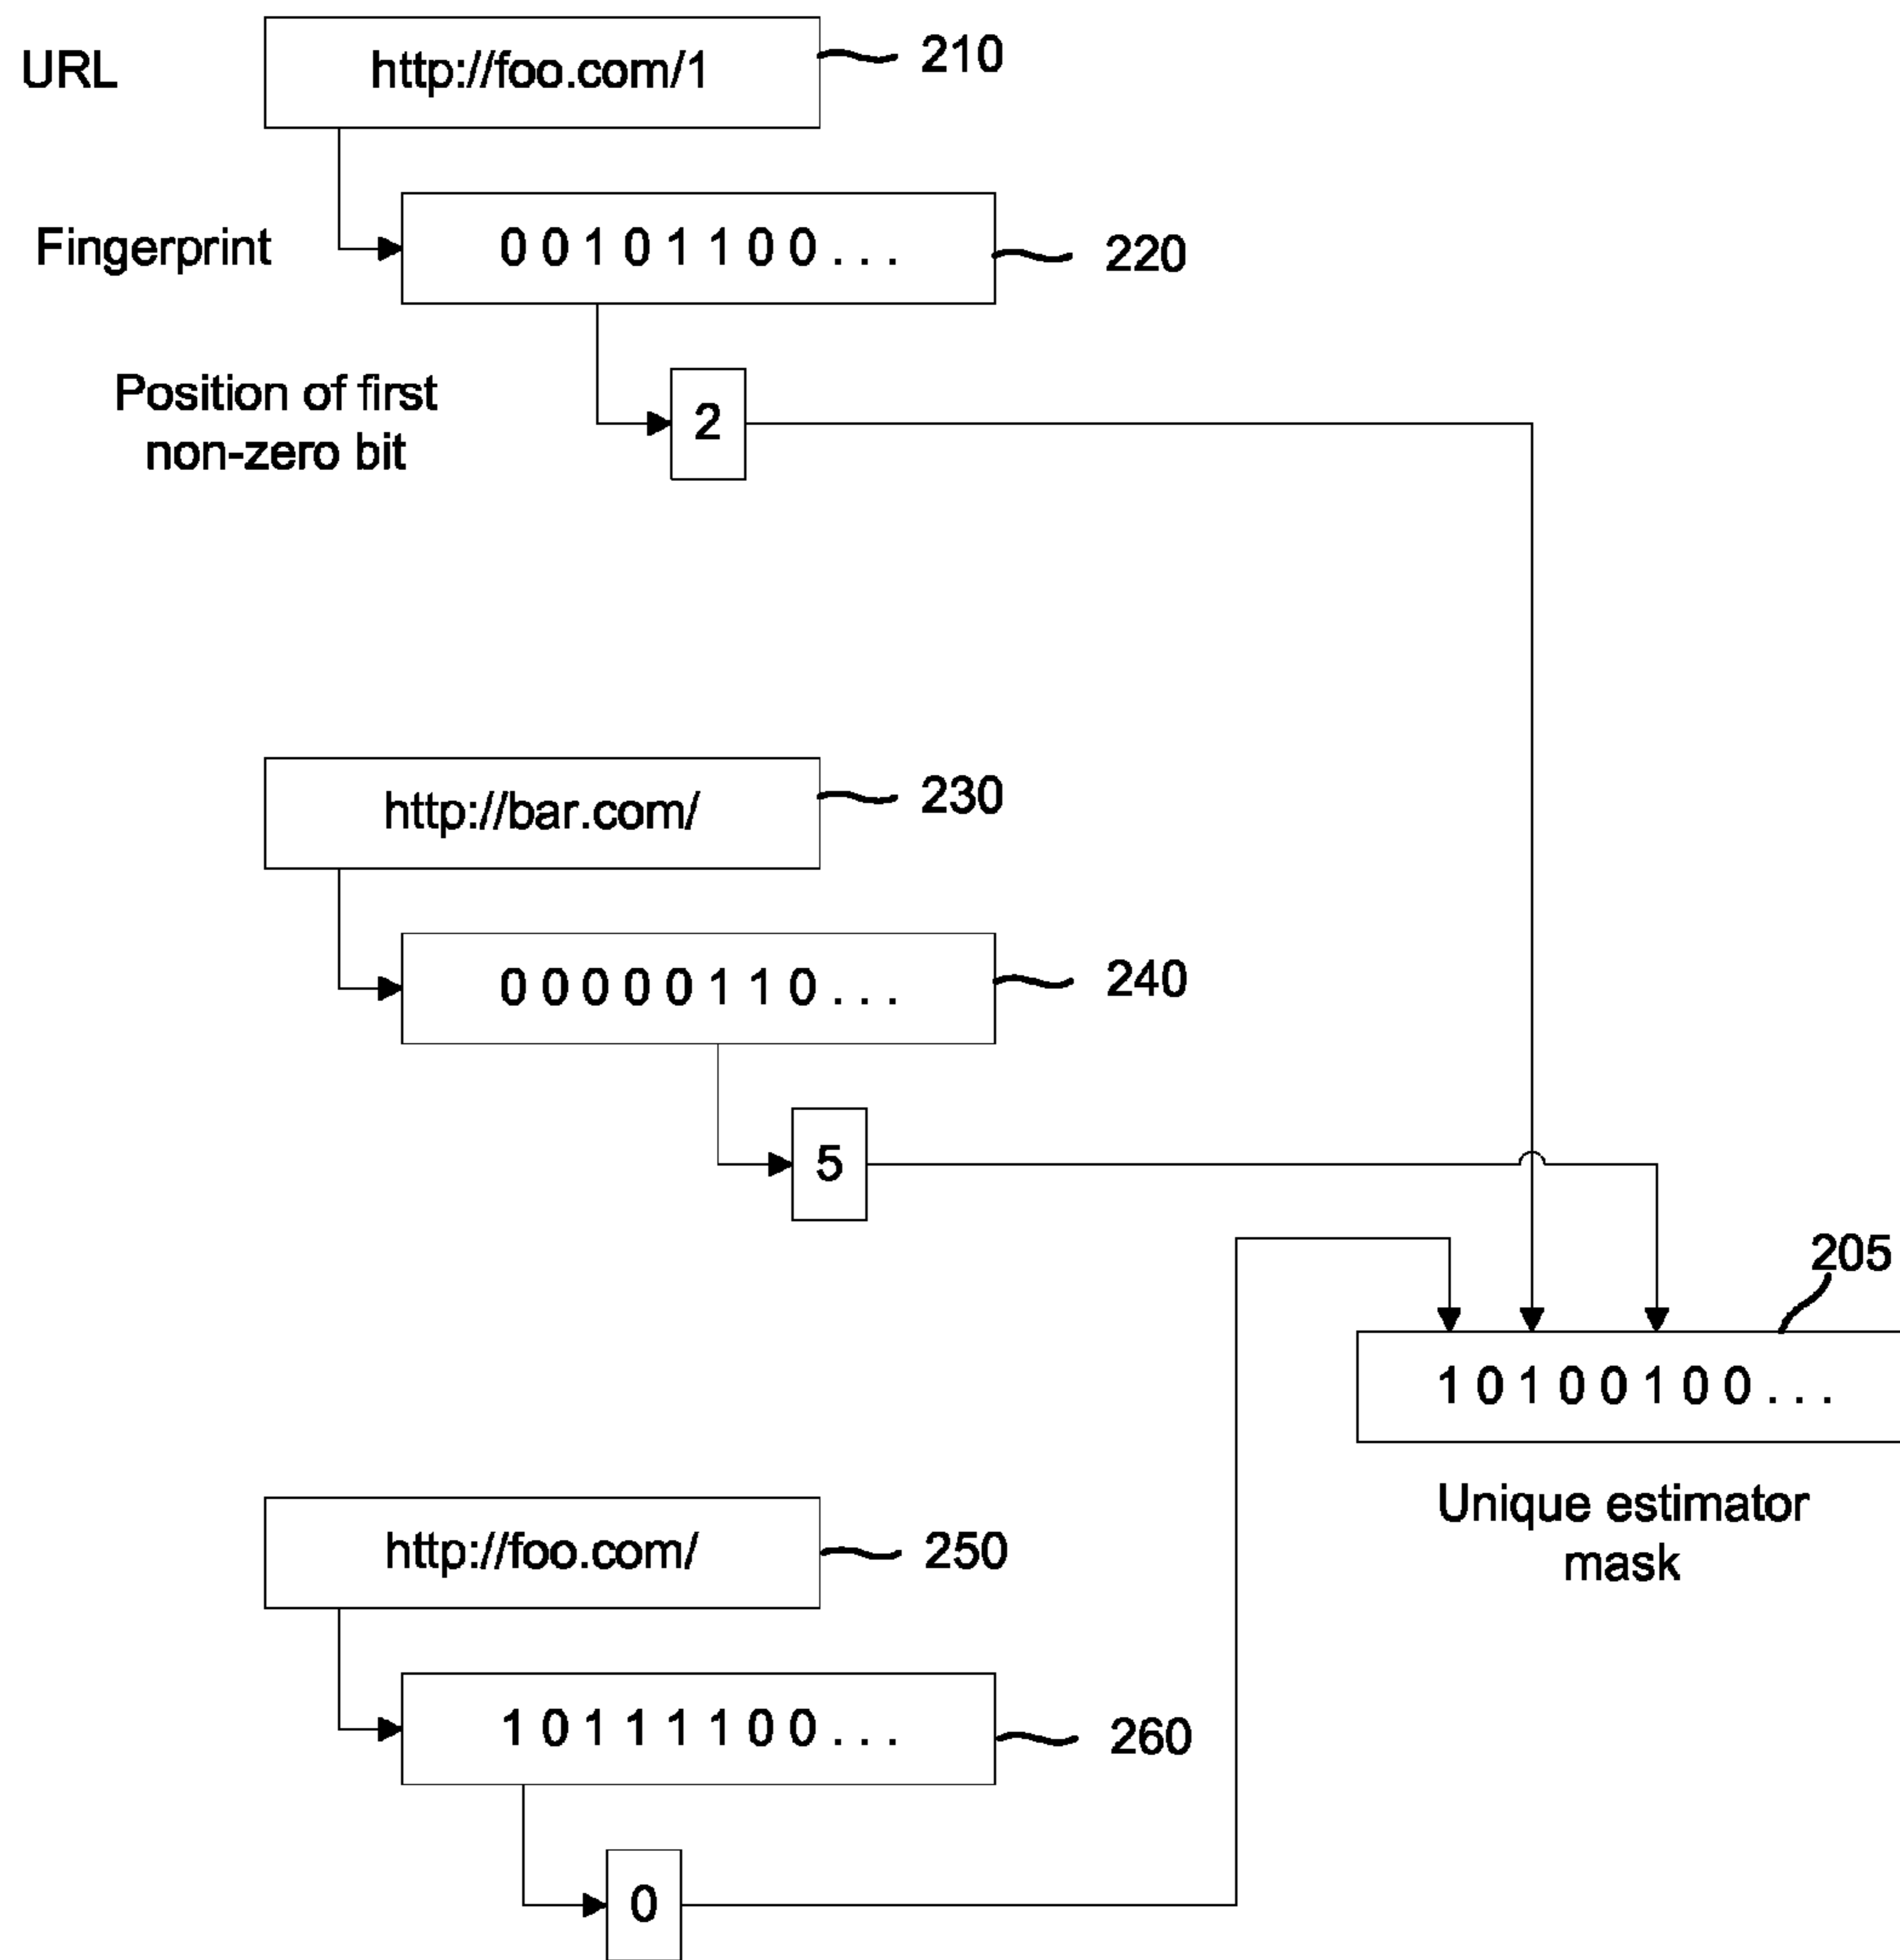 URL
http://foo.com/1
210
Fingerprint
0 0 1 0 1 1 0 0 . . .
220
Position of first
non-zero bit
2
http://bar.com/
230
0 0 0 0 0 1 1 0 . . .
240
5
205
1 0 1 0 0 1 0 0 . . .
Unique estimator
mask
http://foo.com/
250
1 0 1 1 1 1 0 0 . . .
260
0